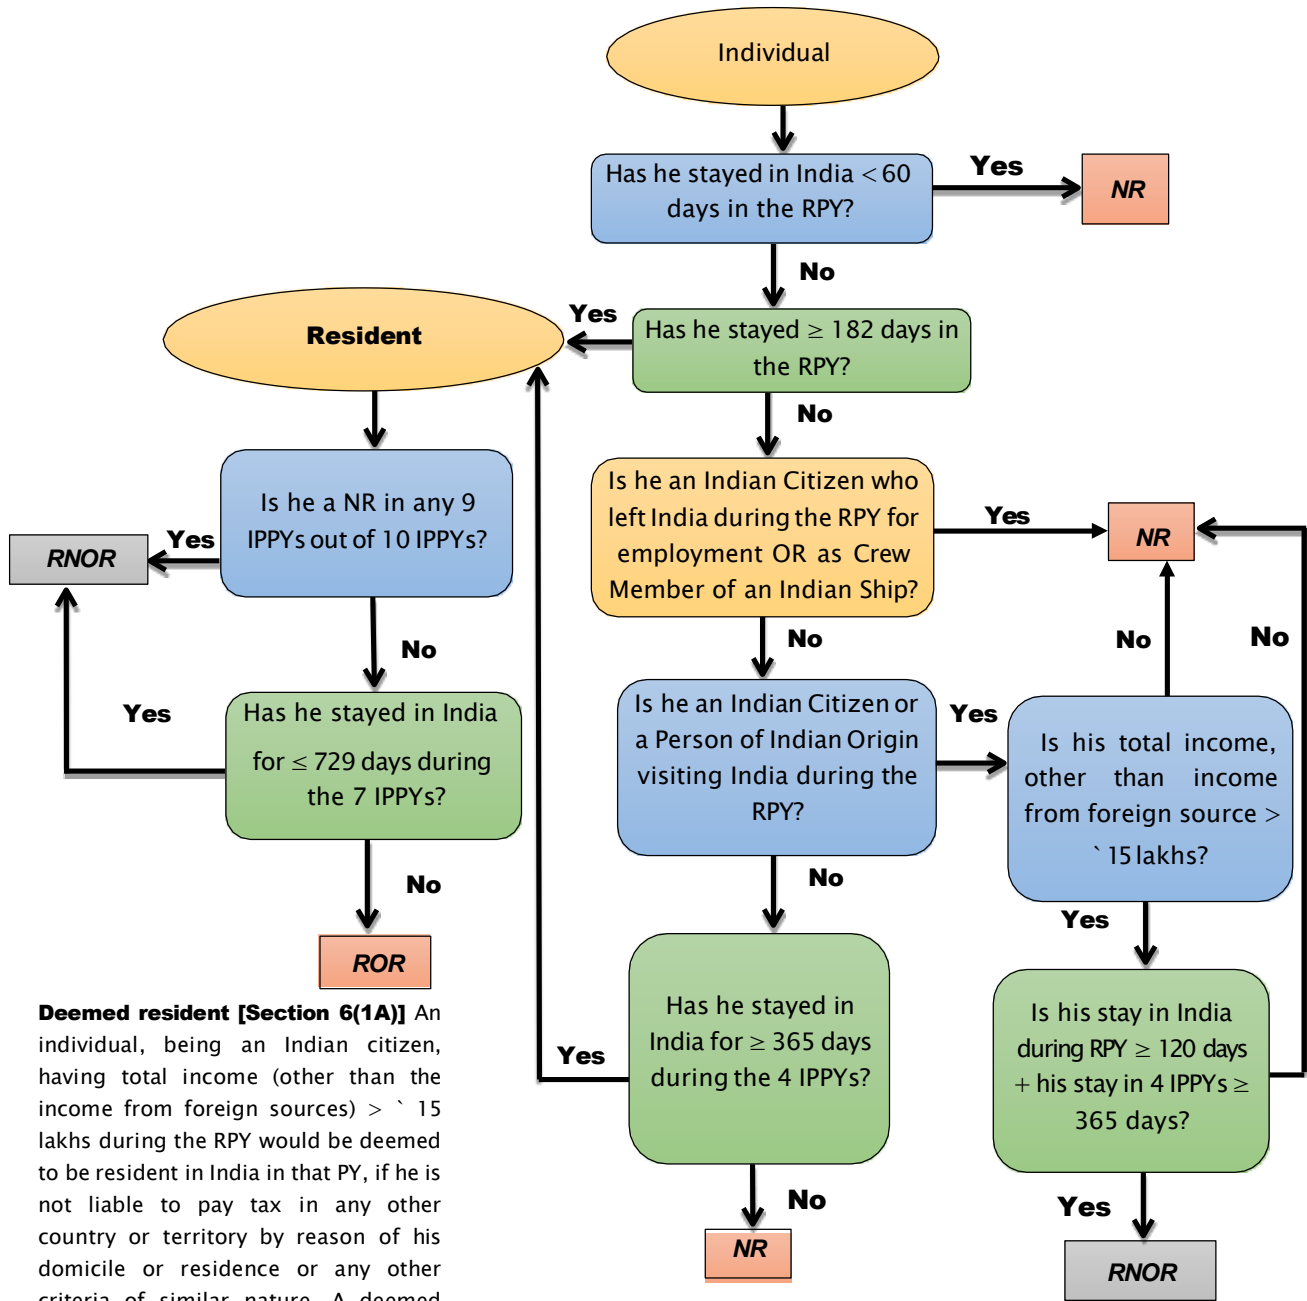 Individual
Has he stayed in India < 60
days in the RPY?
Yes
NR
No
Resident
Yes
Has he stayed ≥ 182 days in
the RPY?
No
Is he a NR in any 9
IPPYs out of 10 IPPYs?
Yes
RNOR
No
Is he an Indian Citizen who
left India during the RPY for
employment OR as Crew
Member of an Indian Ship?
Yes
NR
No
No
No
Yes
Has he stayed in India
for ≤ 729 days during
the 7 IPPYs?
No
ROR
Is he an Indian Citizen or
a Person of Indian Origin
visiting India during the
RPY?
Yes
Is his total income,
other than income
from foreign source >
` 15 lakhs?
No
Yes
Has he stayed in
India for ≥ 365 days
during the 4 IPPYs?
Yes
No
NR
Is his stay in India
during RPY ≥ 120 days
+ his stay in 4 IPPYs ≥
365 days?
Yes
RNOR
Deemed resident [Section 6(1A)] An
individual, being an Indian citizen,
having total income (other than the
income from foreign sources) > ` 15
lakhs during the RPY would be deemed
to be resident in India in that PY, if he is
not liable to pay tax in any other
country or territory by reason of his
domicile or residence or any other
criteria of similar nature. A deemed